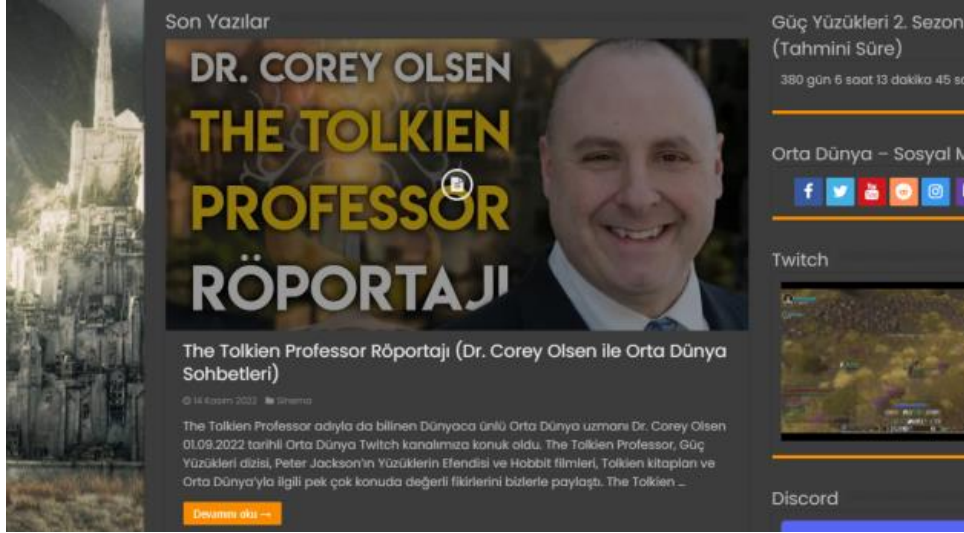 Son Yazılar
DR. COREY OLSEN
THE TOLKIEN
PROFESSOR
RÖPORTAJI
The Tolkien Professor Röportajı (Dr. Corey Olsen ile Orta Dünya
Sohbetleri)
14 Kasım 2022 Sinema
The Tolkien Professor adıyla da bilinen Dünyaca ünlü Orta Dünya uzmanı Dr. Corey Olsen
01.09.2022 tarihli Orta Dünya Twitch kanalımıza konuk oldu. The Tolkien Professor, Güç
Yüzükleri dizisi, Peter Jackson'ın Yüzüklerin Efendisi ve Hobbit filmleri, Tolkien kitapları ve
Orta Dünya'yla ilgili pek çok konuda değerli fikirlerini bizlerle paylaştı. The Tolkien ...
Devamını oku →
Güç Yüzükleri 2. Sezon
(Tahmini Süre)
380 gün 6 saat 13 dakika 45
Orta Dünya – Sosyal M
Twitch
Discord